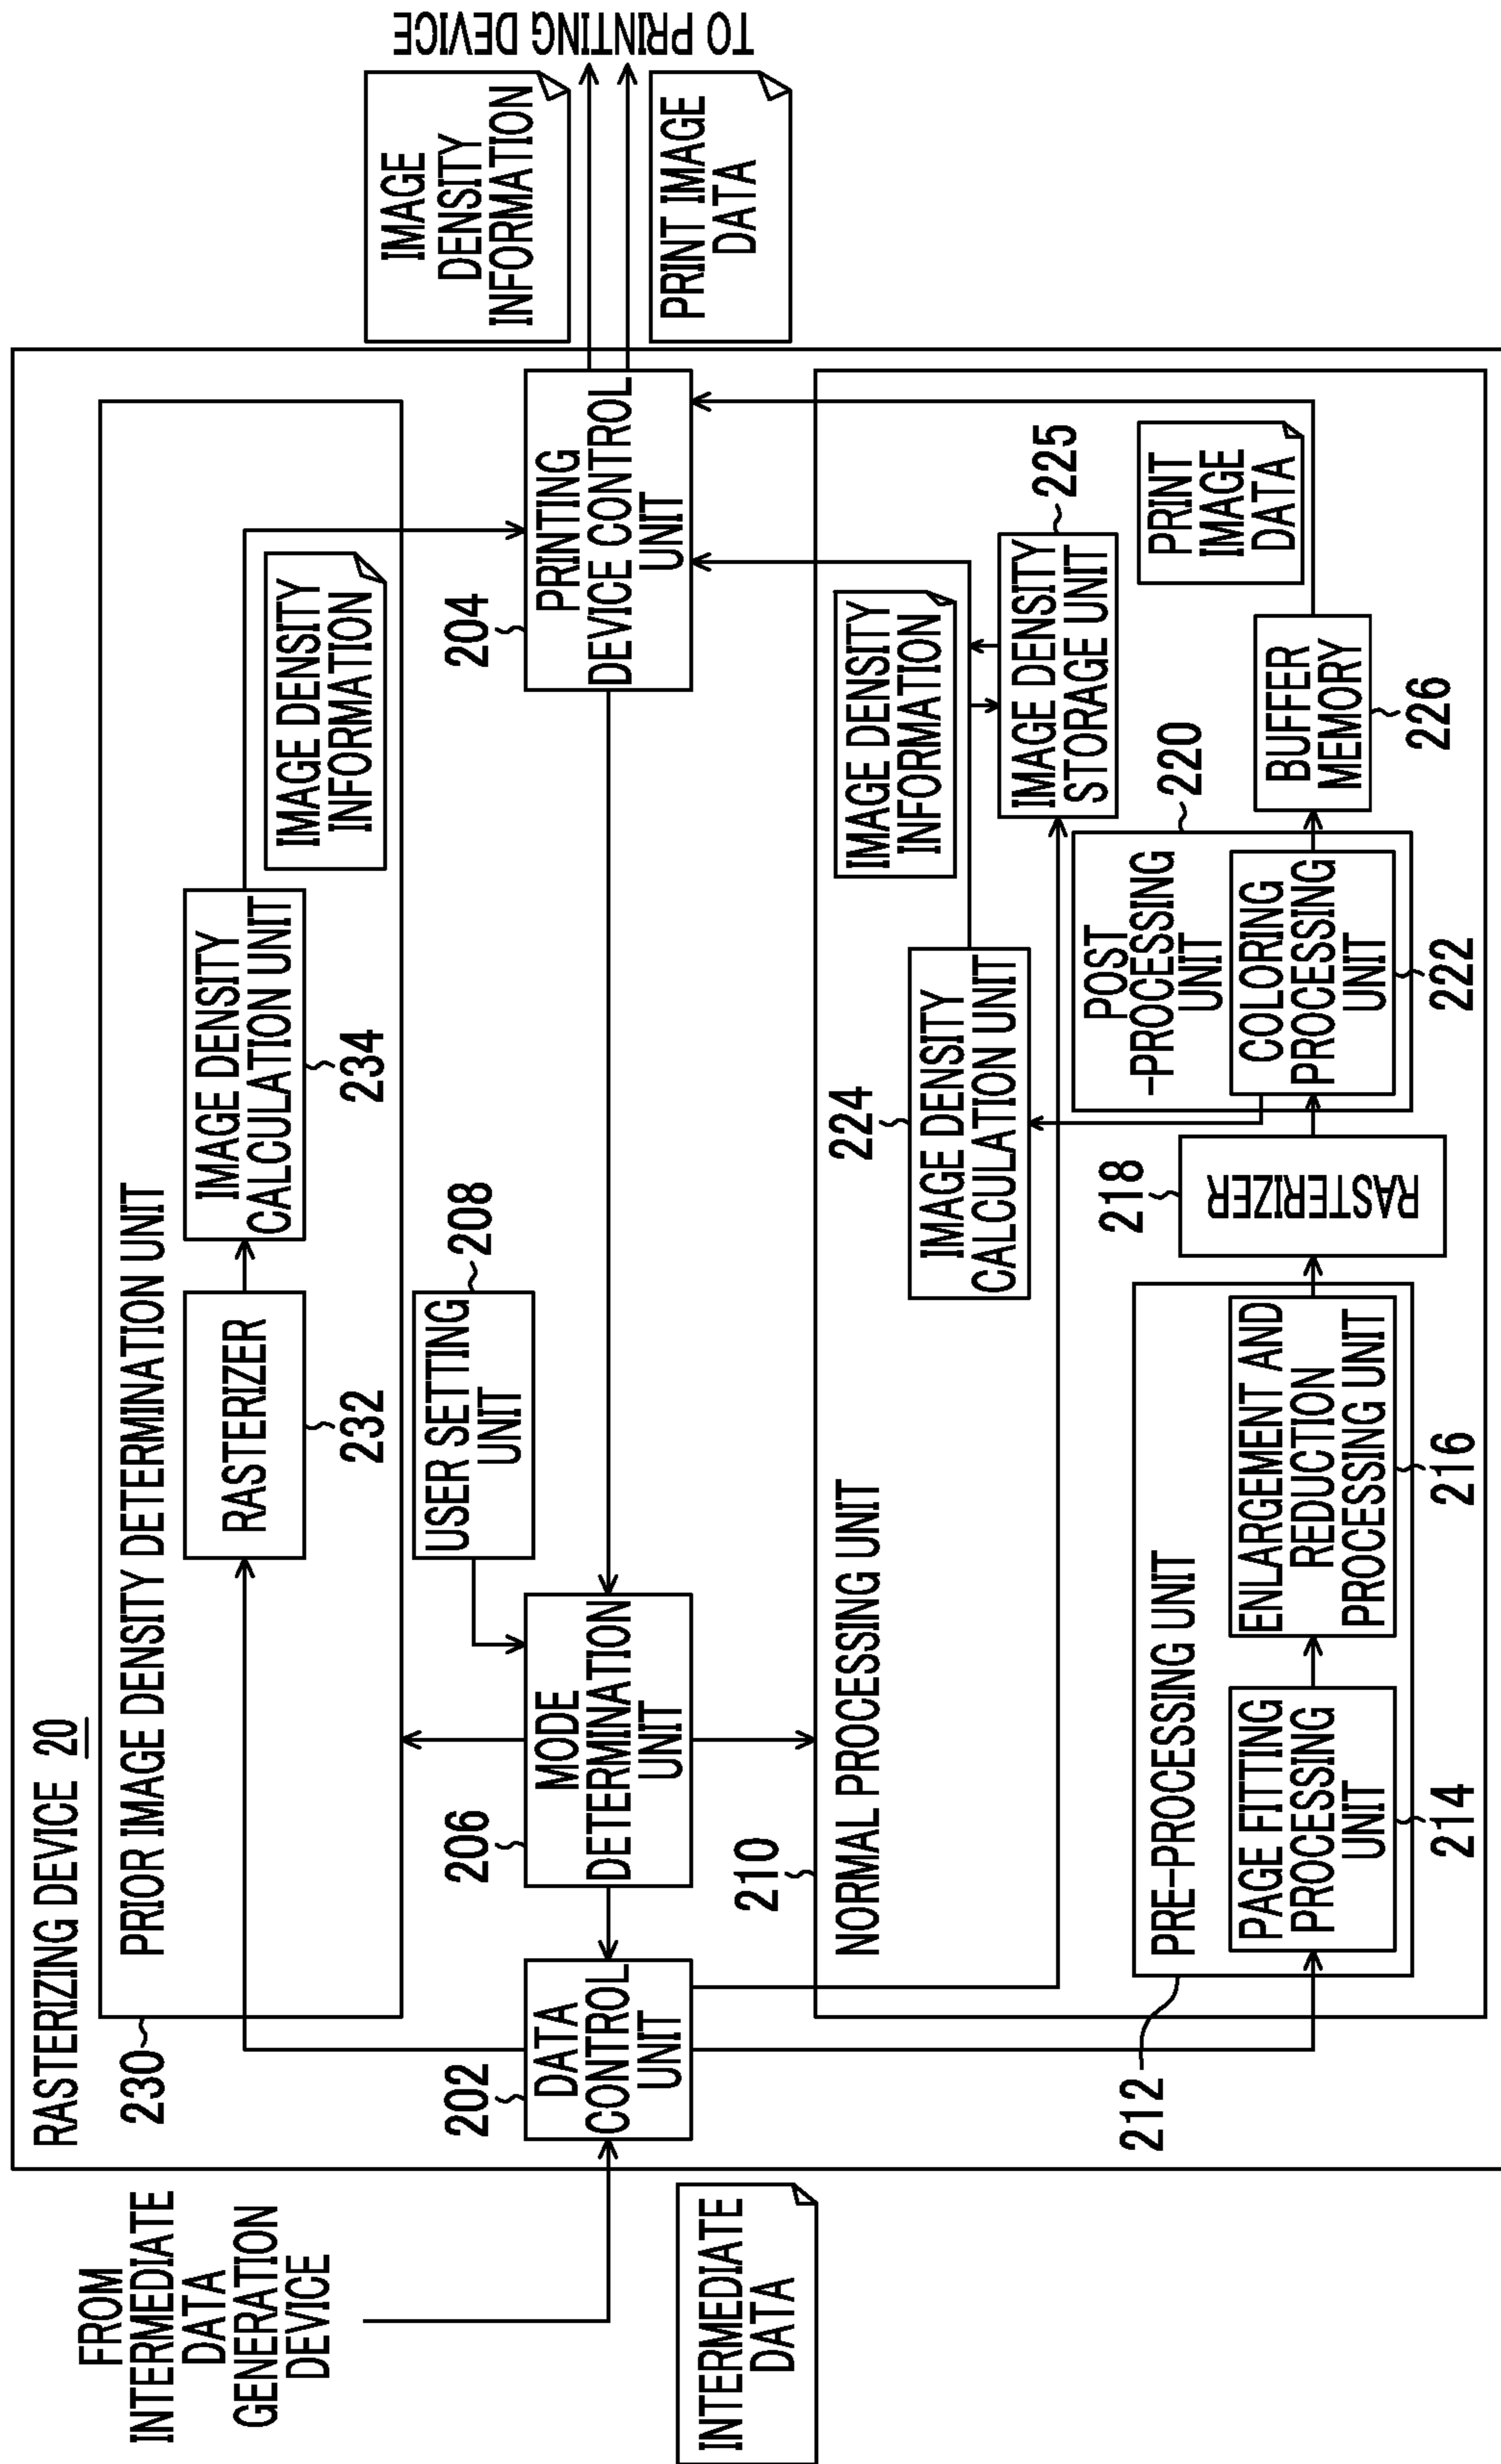 RASTERIZING DEVICE 20
FROM
INTERMEDIATE
DATA
GENERATION
DEVICE
INTERMEDIATE
DATA
230
PRIOR IMAGE DENSITY DETERMINATION UNIT
RASTERIZER
232
IMAGE DENSITY
CALCULATION UNIT
234
IMAGE DENSITY
INFORMATION
202
DATA
CONTROL
UNIT
206
MODE
DETERMINATION
UNIT
USER SETTING
UNIT
208
204
PRINTING
DEVICE CONTROL
UNIT
IMAGE
DENSITY
INFORMATION
TO PRINTING DEVICE
PRINT IMAGE
DATA
210
NORMAL PROCESSING UNIT
212
PRE-PROCESSING UNIT
PAGE FITTING
PROCESSING
UNIT
214
ENLARGEMENT AND
REDUCTION
PROCESSING UNIT
216
218
RASTERIZER
224
IMAGE DENSITY
CALCULATION UNIT
IMAGE DENSITY
INFORMATION
IMAGE DENSITY
STORAGE UNIT
225
220
POST
-PROCESSING
UNIT
COLORING
PROCESSING
UNIT
222
BUFFER
MEMORY
226
PRINT
IMAGE
DATA